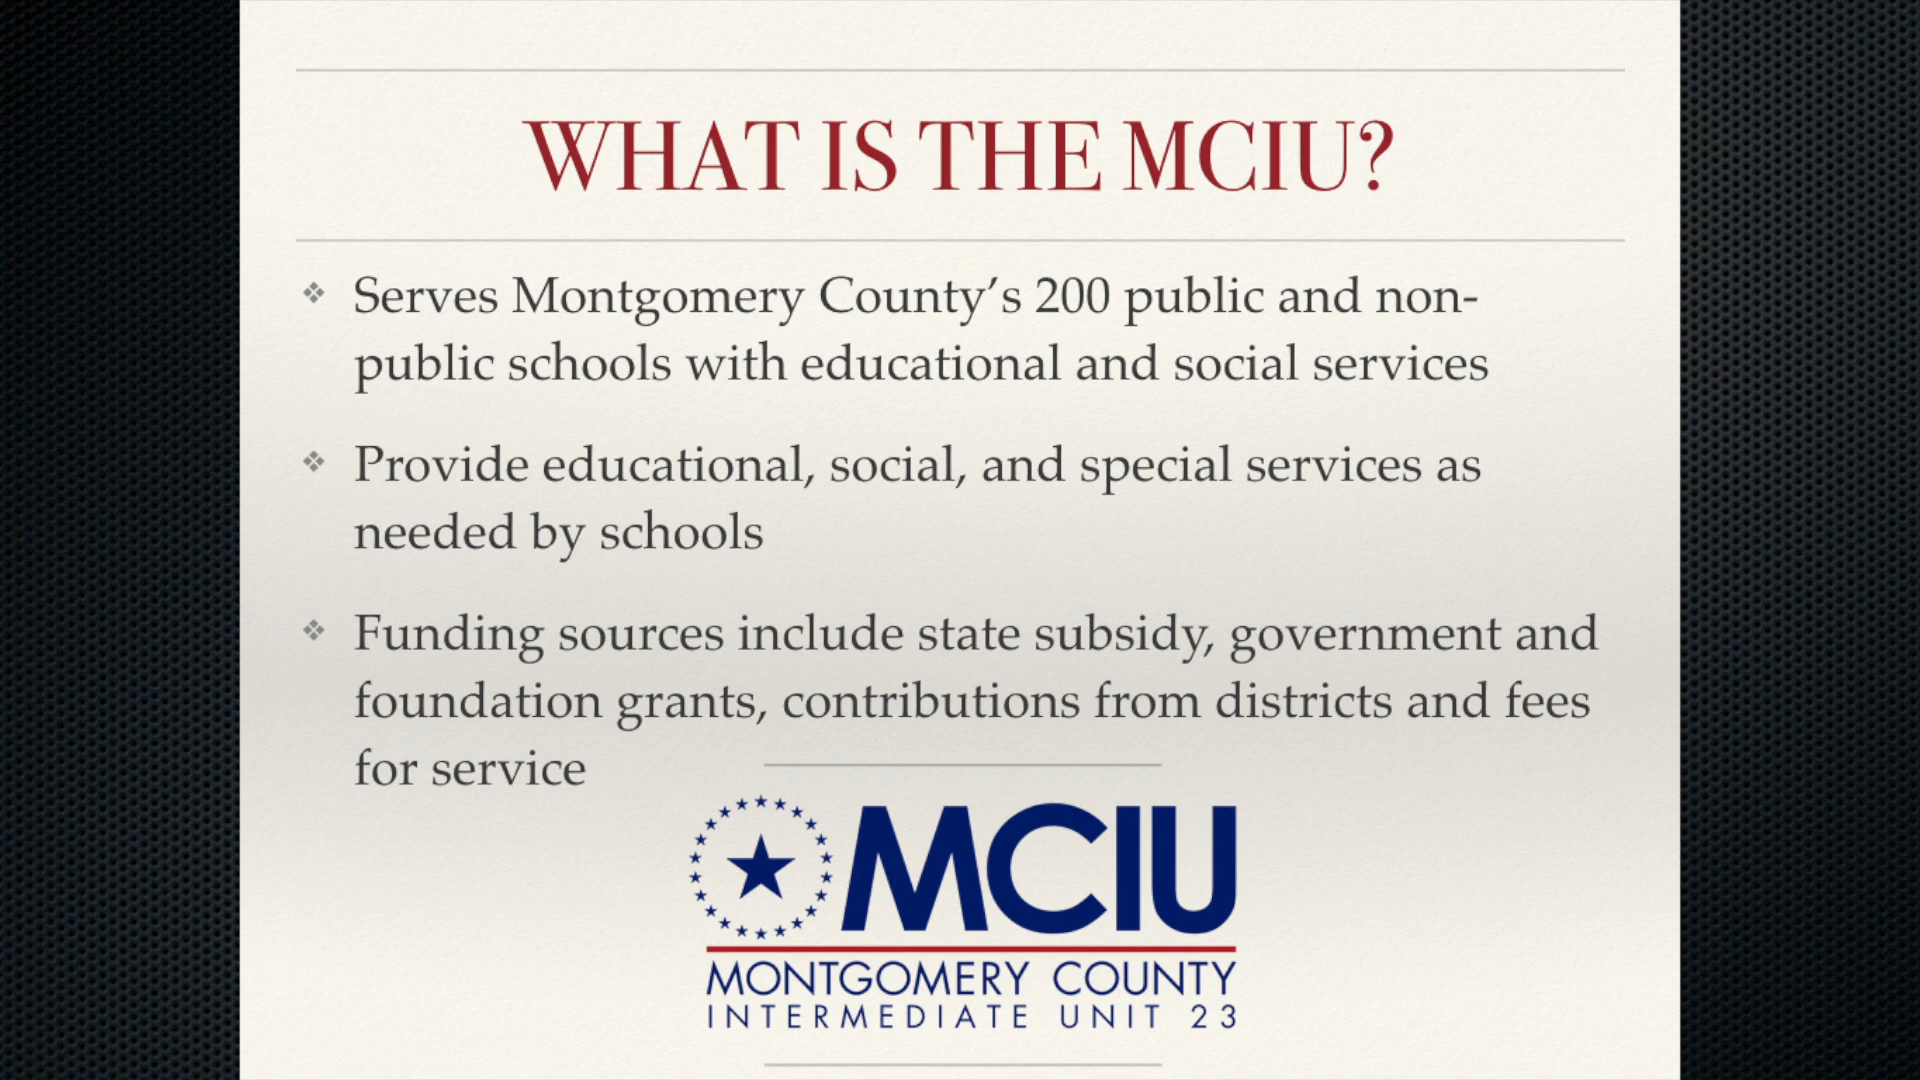 WHAT IS THE MCIU?
❖ Serves Montgomery County’s 200 public and non-
public schools with educational and social services
❖ Provide educational, social, and special services as
needed by schools
❖ Funding sources include state subsidy, government and
foundation grants, contributions from districts and fees
for service
MCIU
MONTGOMERY COUNTY
INTERMEDIATE UNIT 23